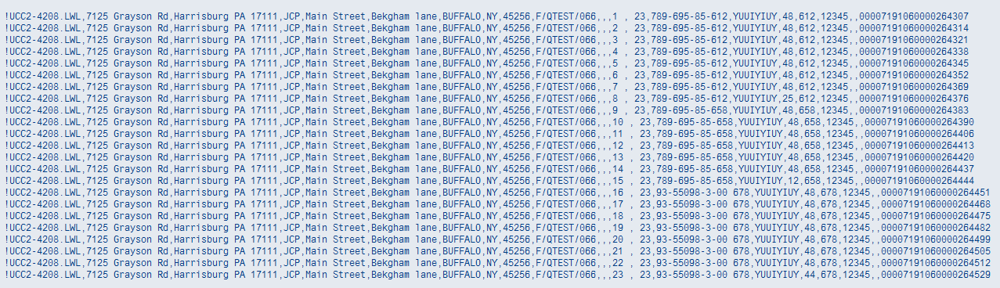 !UCC2-4208.LWL,7125 Grayson Rd,Harrisburg PA 17111,JCP,Main Street,Bekgham lane,BUFFALO,NY,45256,F/QTEST/066,,,1 , 23,789-695-85-612,YUUIYIUY,48,612,12345,,00007191060000264307
!UCC2-4208.LWL,7125 Grayson Rd,Harrisburg PA 17111,JCP,Main Street,Bekgham lane,BUFFALO,NY,45256,F/QTEST/066,,,2 , 23,789-695-85-612,YUUIYIUY,48,612,12345,,00007191060000264314
!UCC2-4208.LWL,7125 Grayson Rd,Harrisburg PA 17111,JCP,Main Street,Bekgham lane,BUFFALO,NY,45256,F/QTEST/066,,,3 , 23,789-695-85-612,YUUIYIUY,48,612,12345,,00007191060000264321
!UCC2-4208.LWL,7125 Grayson Rd,Harrisburg PA 17111,JCP,Main Street,Bekgham lane,BUFFALO,NY,45256,F/QTEST/066,,,4 , 23,789-695-85-612,YUUIYIUY,48,612,12345,,00007191060000264338
!UCC2-4208.LWL,7125 Grayson Rd,Harrisburg PA 17111,JCP,Main Street,Bekgham lane,BUFFALO,NY,45256,F/QTEST/066,,,5 , 23,789-695-85-612,YUUIYIUY,48,612,12345,,00007191060000264345
!UCC2-4208.LWL,7125 Grayson Rd,Harrisburg PA 17111,JCP,Main Street,Bekgham lane,BUFFALO,NY,45256,F/QTEST/066,,,6 , 23,789-695-85-612,YUUIYIUY,48,612,12345,,00007191060000264352
!UCC2-4208.LWL,7125 Grayson Rd,Harrisburg PA 17111,JCP,Main Street,Bekgham lane,BUFFALO,NY,45256,F/QTEST/066,,,7 , 23,789-695-85-612,YUUIYIUY,48,612,12345,,00007191060000264369
!UCC2-4208.LWL,7125 Grayson Rd,Harrisburg PA 17111,JCP,Main Street,Bekgham lane,BUFFALO,NY,45256,F/QTEST/066,,,8 , 23,789-695-85-612,YUUIYIUY,25,612,12345,,00007191060000264376
!UCC2-4208.LWL,7125 Grayson Rd,Harrisburg PA 17111,JCP,Main Street,Bekgham lane,BUFFALO,NY,45256,F/QTEST/066,,,9 , 23,789-695-85-658,YUUIYIUY,48,658,12345,,00007191060000264383
!UCC2-4208.LWL,7125 Grayson Rd,Harrisburg PA 17111,JCP,Main Street,Bekgham lane,BUFFALO,NY,45256,F/QTEST/066,,,10 , 23,789-695-85-658,YUUIYIUY,48,658,12345,,00007191060000264390
!UCC2-4208.LWL,7125 Grayson Rd,Harrisburg PA 17111,JCP,Main Street,Bekgham lane,BUFFALO,NY,45256,F/QTEST/066,,,11 , 23,789-695-85-658,YUUIYIUY,48,658,12345,,00007191060000264406
!UCC2-4208.LWL,7125 Grayson Rd,Harrisburg PA 17111,JCP,Main Street,Bekgham lane,BUFFALO,NY,45256,F/QTEST/066,,,12 , 23,789-695-85-658,YUUIYIUY,48,658,12345,,00007191060000264413
!UCC2-4208.LWL,7125 Grayson Rd,Harrisburg PA 17111,JCP,Main Street,Bekgham lane,BUFFALO,NY,45256,F/QTEST/066,,,13 , 23,789-695-85-658,YUUIYIUY,48,658,12345,,00007191060000264420
!UCC2-4208.LWL,7125 Grayson Rd,Harrisburg PA 17111,JCP,Main Street,Bekgham lane,BUFFALO,NY,45256,F/QTEST/066,,,14 , 23,789-695-85-658,YUUIYIUY,48,658,12345,,00007191060000264437
!UCC2-4208.LWL,7125 Grayson Rd,Harrisburg PA 17111,JCP,Main Street,Bekgham lane,BUFFALO,NY,45256,F/QTEST/066,,,15 , 23,789-695-85-658,YUUIYIUY,12,658,12345,,00007191060000264444
!UCC2-4208.LWL,7125 Grayson Rd,Harrisburg PA 17111,JCP,Main Street,Bekgham lane,BUFFALO,NY,45256,F/QTEST/066,,,16 , 23,93-55098-3-00 678,YUUIYIUY,48,678,12345,,00007191060000264451
!UCC2-4208.LWL,7125 Grayson Rd,Harrisburg PA 17111,JCP,Main Street,Bekgham lane,BUFFALO,NY,45256,F/QTEST/066,,,17 , 23,93-55098-3-00 678,YUUIYIUY,48,678,12345,,00007191060000264468
!UCC2-4208.LWL,7125 Grayson Rd,Harrisburg PA 17111,JCP,Main Street,Bekgham lane,BUFFALO,NY,45256,F/QTEST/066,,,18 , 23,93-55098-3-00 678,YUUIYIUY,48,678,12345,,00007191060000264475
!UCC2-4208.LWL,7125 Grayson Rd,Harrisburg PA 17111,JCP,Main Street,Bekgham lane,BUFFALO,NY,45256,F/QTEST/066,,,19 , 23,93-55098-3-00 678,YUUIYIUY,48,678,12345,,00007191060000264482
!UCC2-4208.LWL,7125 Grayson Rd,Harrisburg PA 17111,JCP,Main Street,Bekgham lane,BUFFALO,NY,45256,F/QTEST/066,,,20 , 23,93-55098-3-00 678,YUUIYIUY,48,678,12345,,00007191060000264499
!UCC2-4208.LWL,7125 Grayson Rd,Harrisburg PA 17111,JCP,Main Street,Bekgham lane,BUFFALO,NY,45256,F/QTEST/066,,,21 , 23,93-55098-3-00 678,YUUIYIUY,48,678,12345,,00007191060000264505
!UCC2-4208.LWL,7125 Grayson Rd,Harrisburg PA 17111,JCP,Main Street,Bekgham lane,BUFFALO,NY,45256,F/QTEST/066,,,22 , 23,93-55098-3-00 678,YUUIYIUY,48,678,12345,,00007191060000264512
!UCC2-4208.LWL,7125 Grayson Rd,Harrisburg PA 17111,JCP,Main Street,Bekgham lane,BUFFALO,NY,45256,F/QTEST/066,,,23 , 23,93-55098-3-00 678,YUUIYIUY,44,678,12345,,00007191060000264529